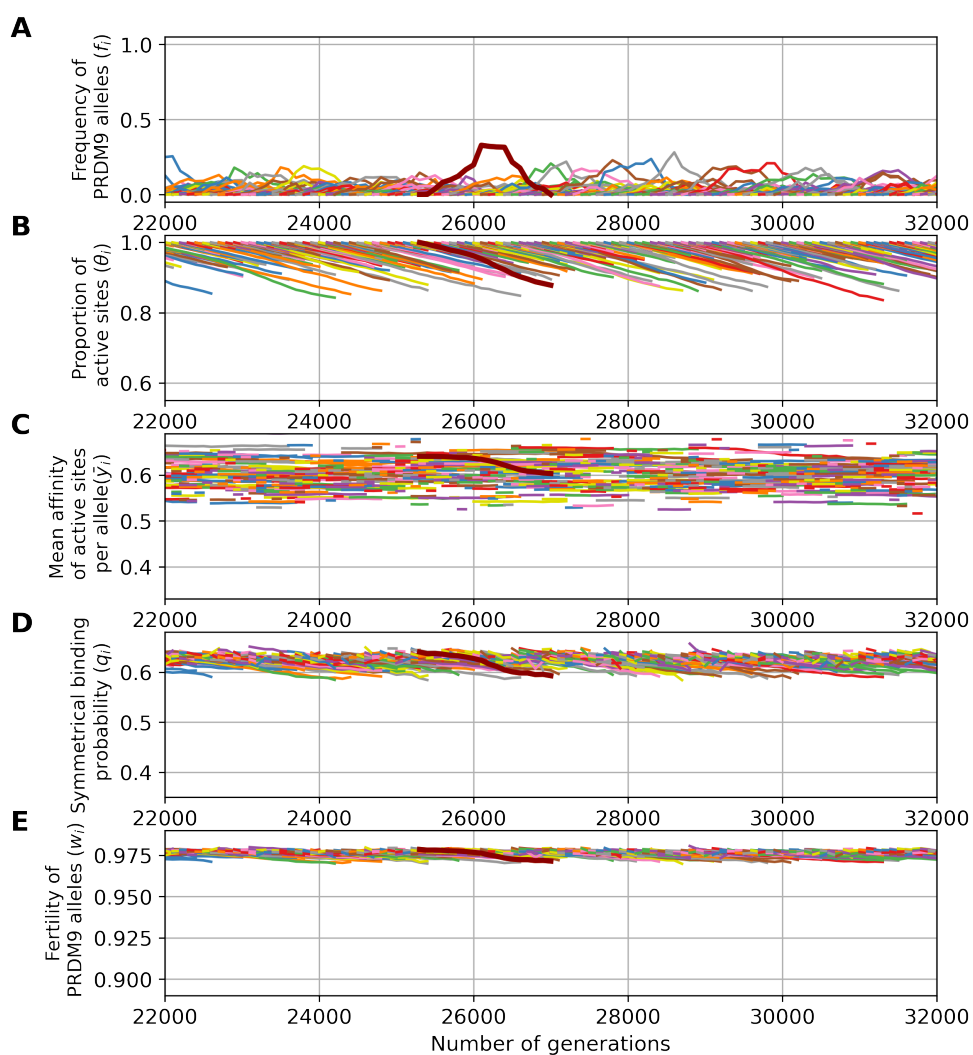 A
Frequency of
PRDM9 alleles (fi)
1.0
0.5
0.0
22000 24000 26000 28000 30000 32000
B
Proportion of
active sites (θi)
1.0
0.8
0.6
22000 24000 26000 28000 30000 32000
C
Mean affinity
of active sites
per allele(ȳi)
0.6
0.5
0.4
22000 24000 26000 28000 30000 32000
D
Symmetrical binding
probability (qi)
0.6
0.5
0.4
22000 24000 26000 28000 30000 32000
E
Fertility of
PRDM9 alleles (wi)
0.975
0.950
0.925
0.900
22000 24000 26000 28000 30000 32000
Number of generations